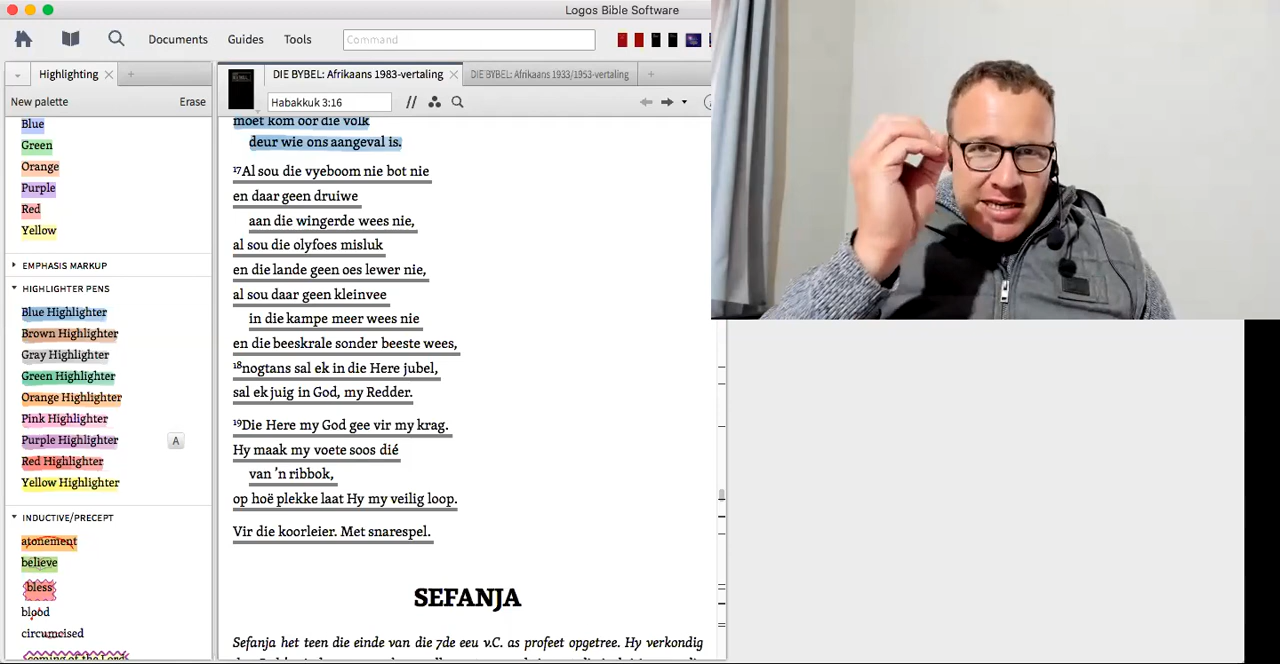 Logos Bible Software
Documents Guides Tools Command
Highlighting
DIE BYBEL: Afrikaans 1983-vertaling DIE BYBEL: Afrikaans 1933/1953-vertaling
New palette Erase
Habakkuk 3:16
Blue
Green
Orange
Purple
Red
Yellow
EMPHASIS MARKUP
HIGHLIGHTER PENS
Blue Highlighter
Brown Highlighter
Gray Highlighter
Green Highlighter
Orange Highlighter
Pink Highlighter
Purple Highlighter A
Red Highlighter
Yellow Highlighter
INDUCTIVE/PRECEPT
atonement
believe
bless
blood
circumcised
coming of the Lord
moet kom oor die volk
deur wie ons aangeval is.
17Al sou die vyeboom nie bot nie
en daar geen druiwe
aan die wingerde wees nie,
al sou die olyfoes misluk
en die lande geen oes lewer nie,
al sou daar geen kleinvee
in die kampe meer wees nie
en die beeskrale sonder beeste wees,
18nogtans sal ek in die Here jubel,
sal ek juig in God, my Redder.
19Die Here my God gee vir my krag.
Hy maak my voete soos dié
van 'n ribbok,
op hoë plekke laat Hy my veilig loop.
Vir die koorleier. Met snarespel.
SEFANJA
Sefanja het teen die einde van die 7de eeu v.C. as profeet opgetree. Hy verkondig